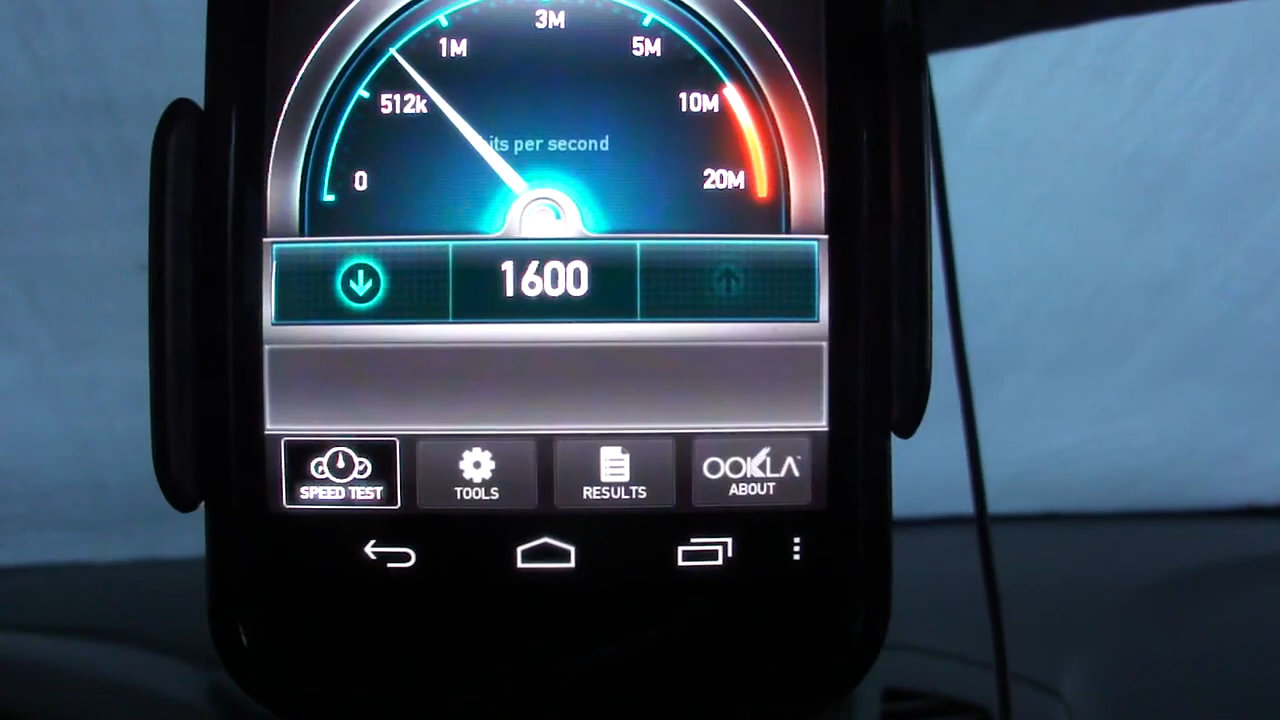 3M
1M
5M
512k
10M
its per second
0
20M
1600
SPEED TEST
TOOLS
RESULTS
OOKLA
ABOUT